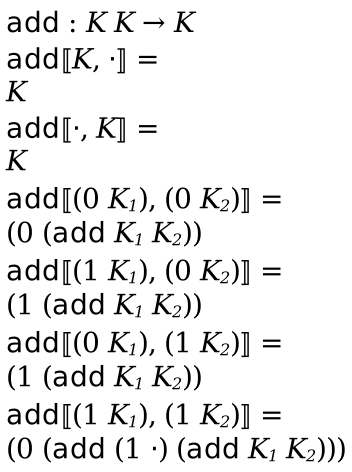 add : K K → K
add⟦K, ·⟧ =
K
add⟦·, K⟧ =
K
add⟦(0 K₁), (0 K₂)⟧ =
(0 (add K₁ K₂))
add⟦(1 K₁), (0 K₂)⟧ =
(1 (add K₁ K₂))
add⟦(0 K₁), (1 K₂)⟧ =
(1 (add K₁ K₂))
add⟦(1 K₁), (1 K₂)⟧ =
(0 (add (1 ·) (add K₁ K₂)))